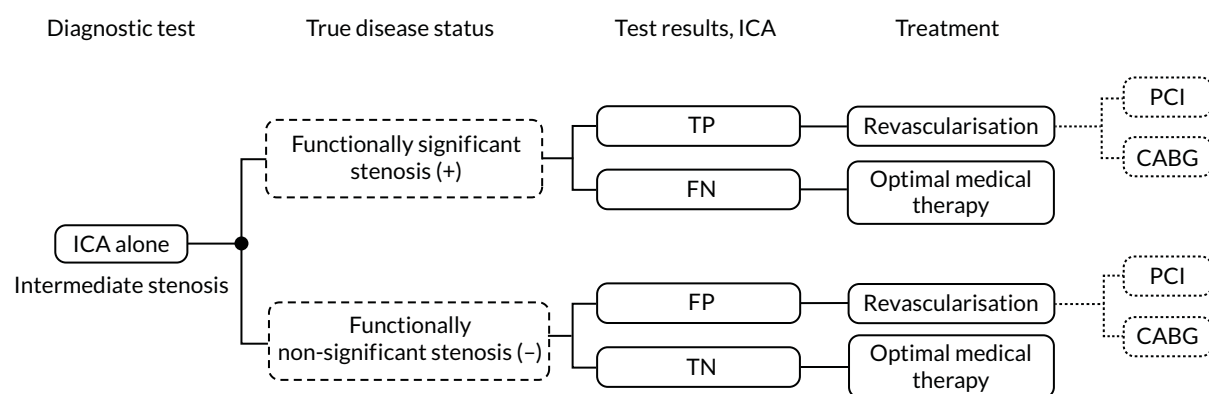 Diagnostic test
True disease status
Test results, ICA
Treatment
ICA alone
Intermediate stenosis
Functionally significant
stenosis (+)
TP
Revascularisation
PCI
CABG
FN
Optimal medical
therapy
Functionally
non-significant stenosis (–)
FP
Revascularisation
PCI
CABG
TN
Optimal medical
therapy